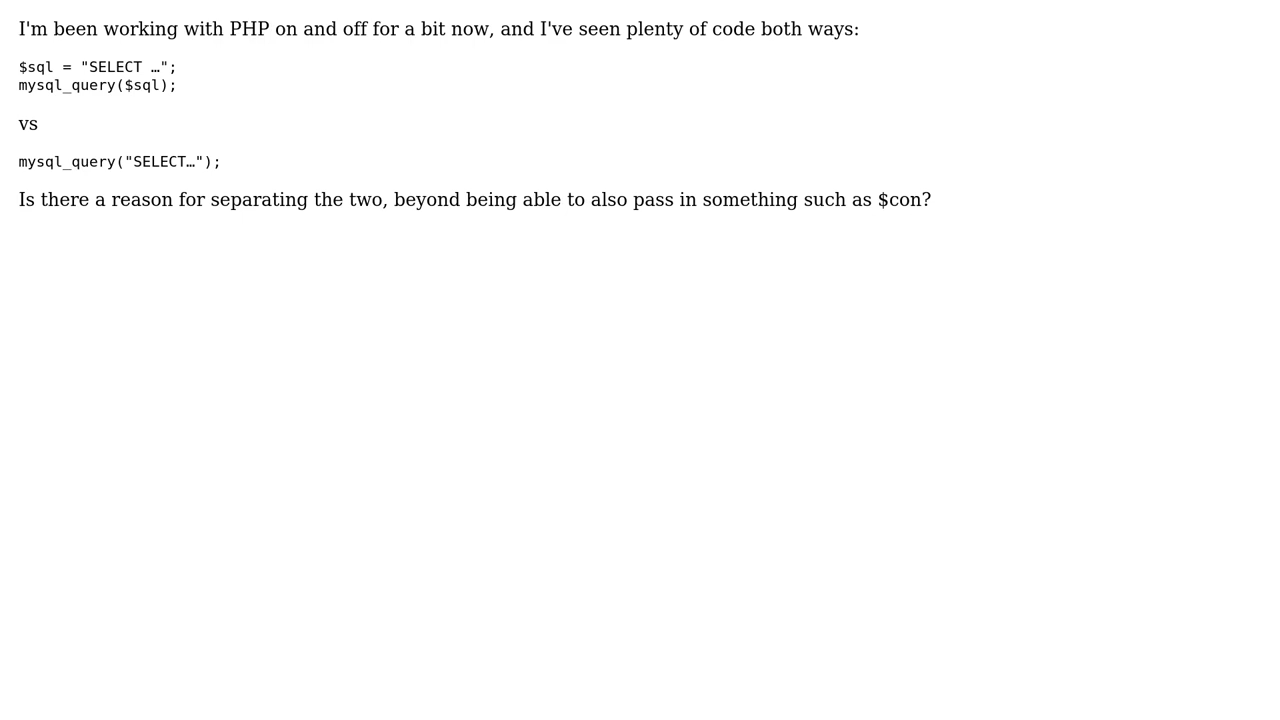 I'm been working with PHP on and off for a bit now, and I've seen plenty of code both ways:
$sql = "SELECT …";
mysql_query($sql);
vs
mysql_query("SELECT…");
Is there a reason for separating the two, beyond being able to also pass in something such as $con?